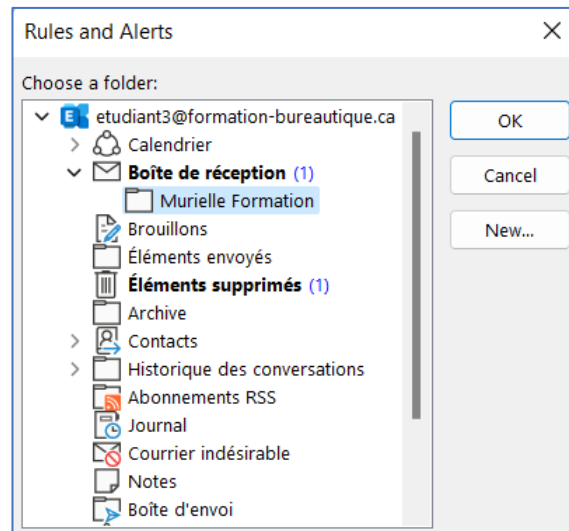 Rules and Alerts
Choose a folder:
etudiant3@formation-bureautique.ca
Calendrier
Boîte de réception (1)
Murielle Formation
Brouillons
Éléments envoyés
Éléments supprimés (1)
Archive
Contacts
Historique des conversations
Abonnements RSS
Journal
Courrier indésirable
Notes
Boîte d'envoi
OK
Cancel
New...